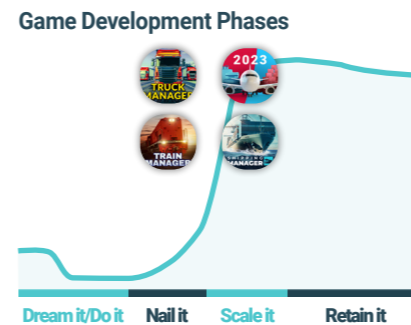 Game Development Phases
2023
TRUCK
MANAGER
TRAIN
MANAGER
SHIPPING
MANAGER
Dream it/Do it
Nail it
Scale it
Retain it